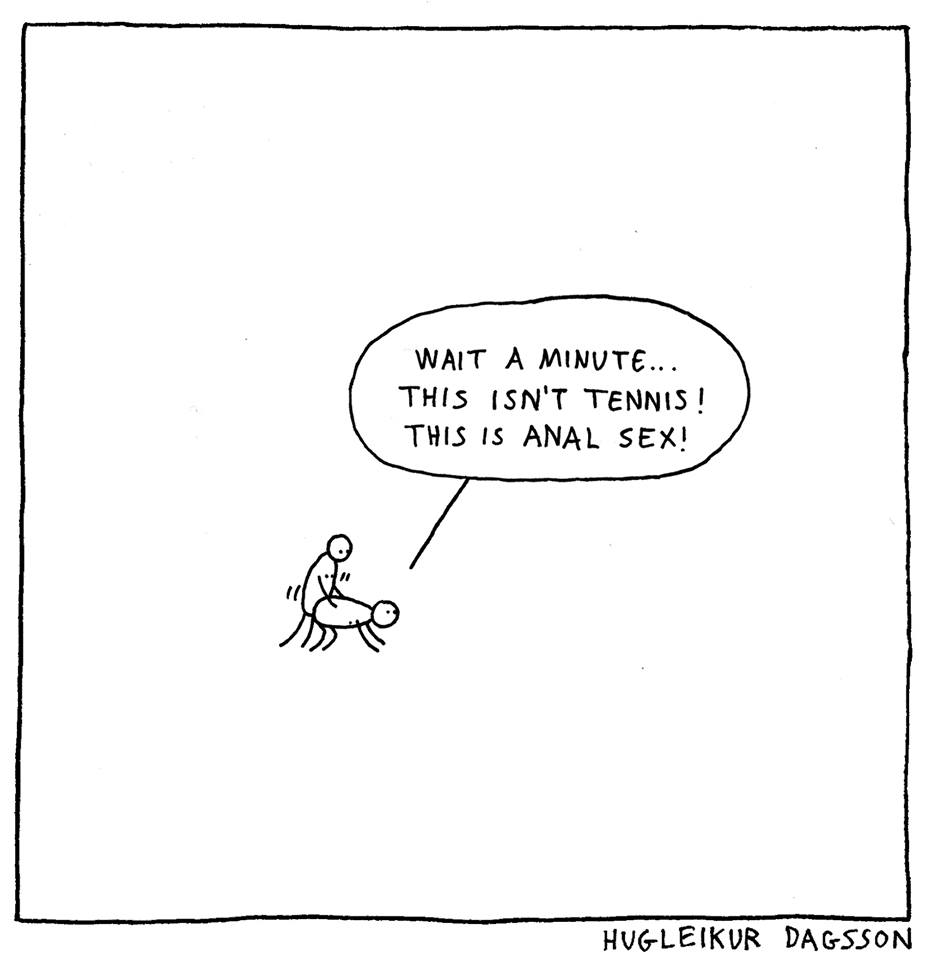 WAIT A MINUTE...
THIS ISN'T TENNIS!
THIS IS ANAL SEX!
HUGLEIKUR DAGSSON